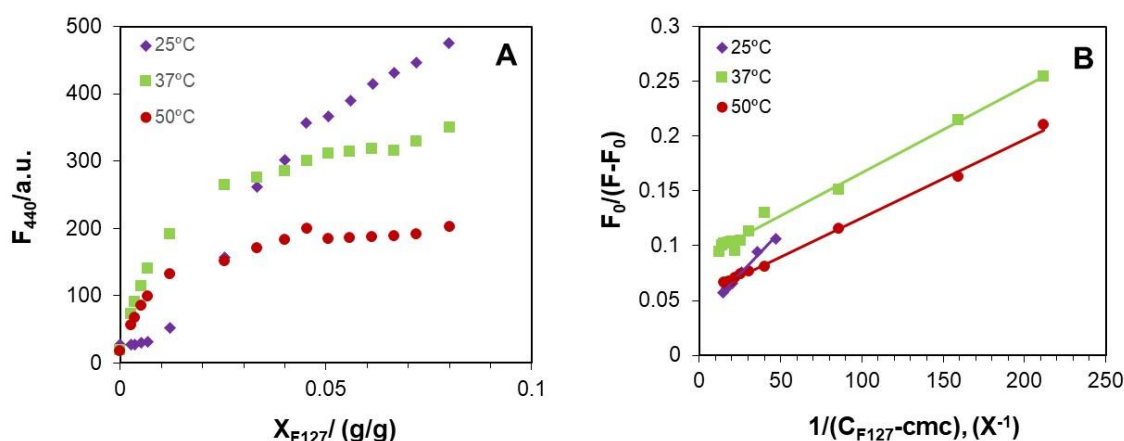 A
25ºC
37ºC
50ºC
500
400
300
200
100
0
0
0.05
0.1
F440/a.u.
XF127/ (g/g)
B
25ºC
37ºC
50ºC
0.3
0.25
0.2
0.15
0.1
0.05
0
0
50
100
150
200
250
F0/(F-F0)
1/(CF127-cmc), (X-1)